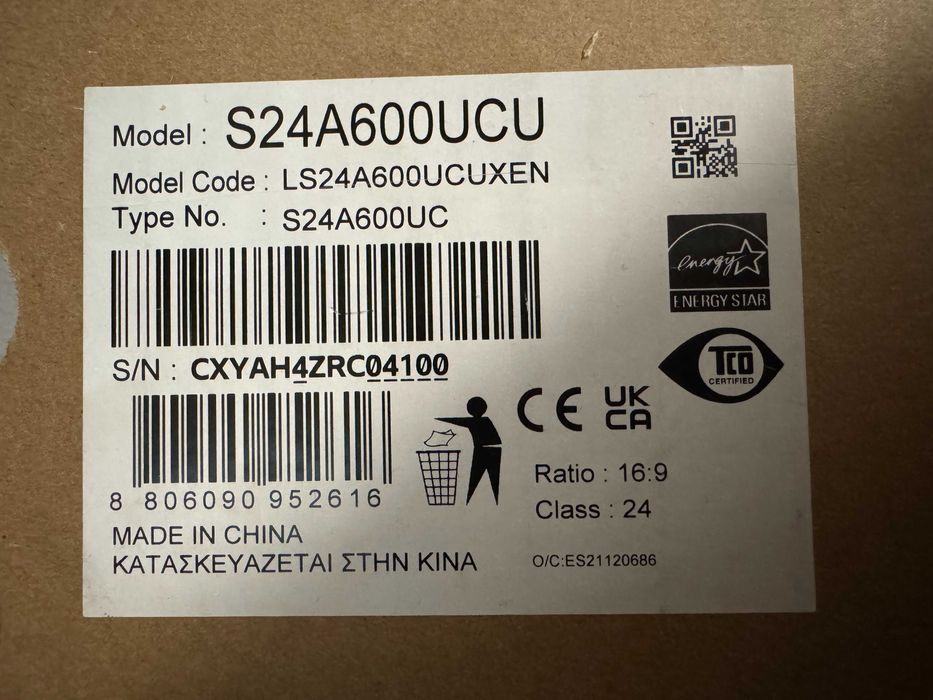 Model : S24A600UCU
Model Code : LS24A600UCUXEN
Type No. : S24A600UC
energy
ENERGY STAR
S/N : CXYAH4ZRC04100
TCO
CERTIFIED
CE UK
CA
8 806090 952616
Ratio : 16:9
Class : 24
MADE IN CHINA
ΚΑΤΑΣΚΕΥΑΖΕΤΑΙ ΣΤΗΝ ΚΙΝΑ
O/C:ES21120686